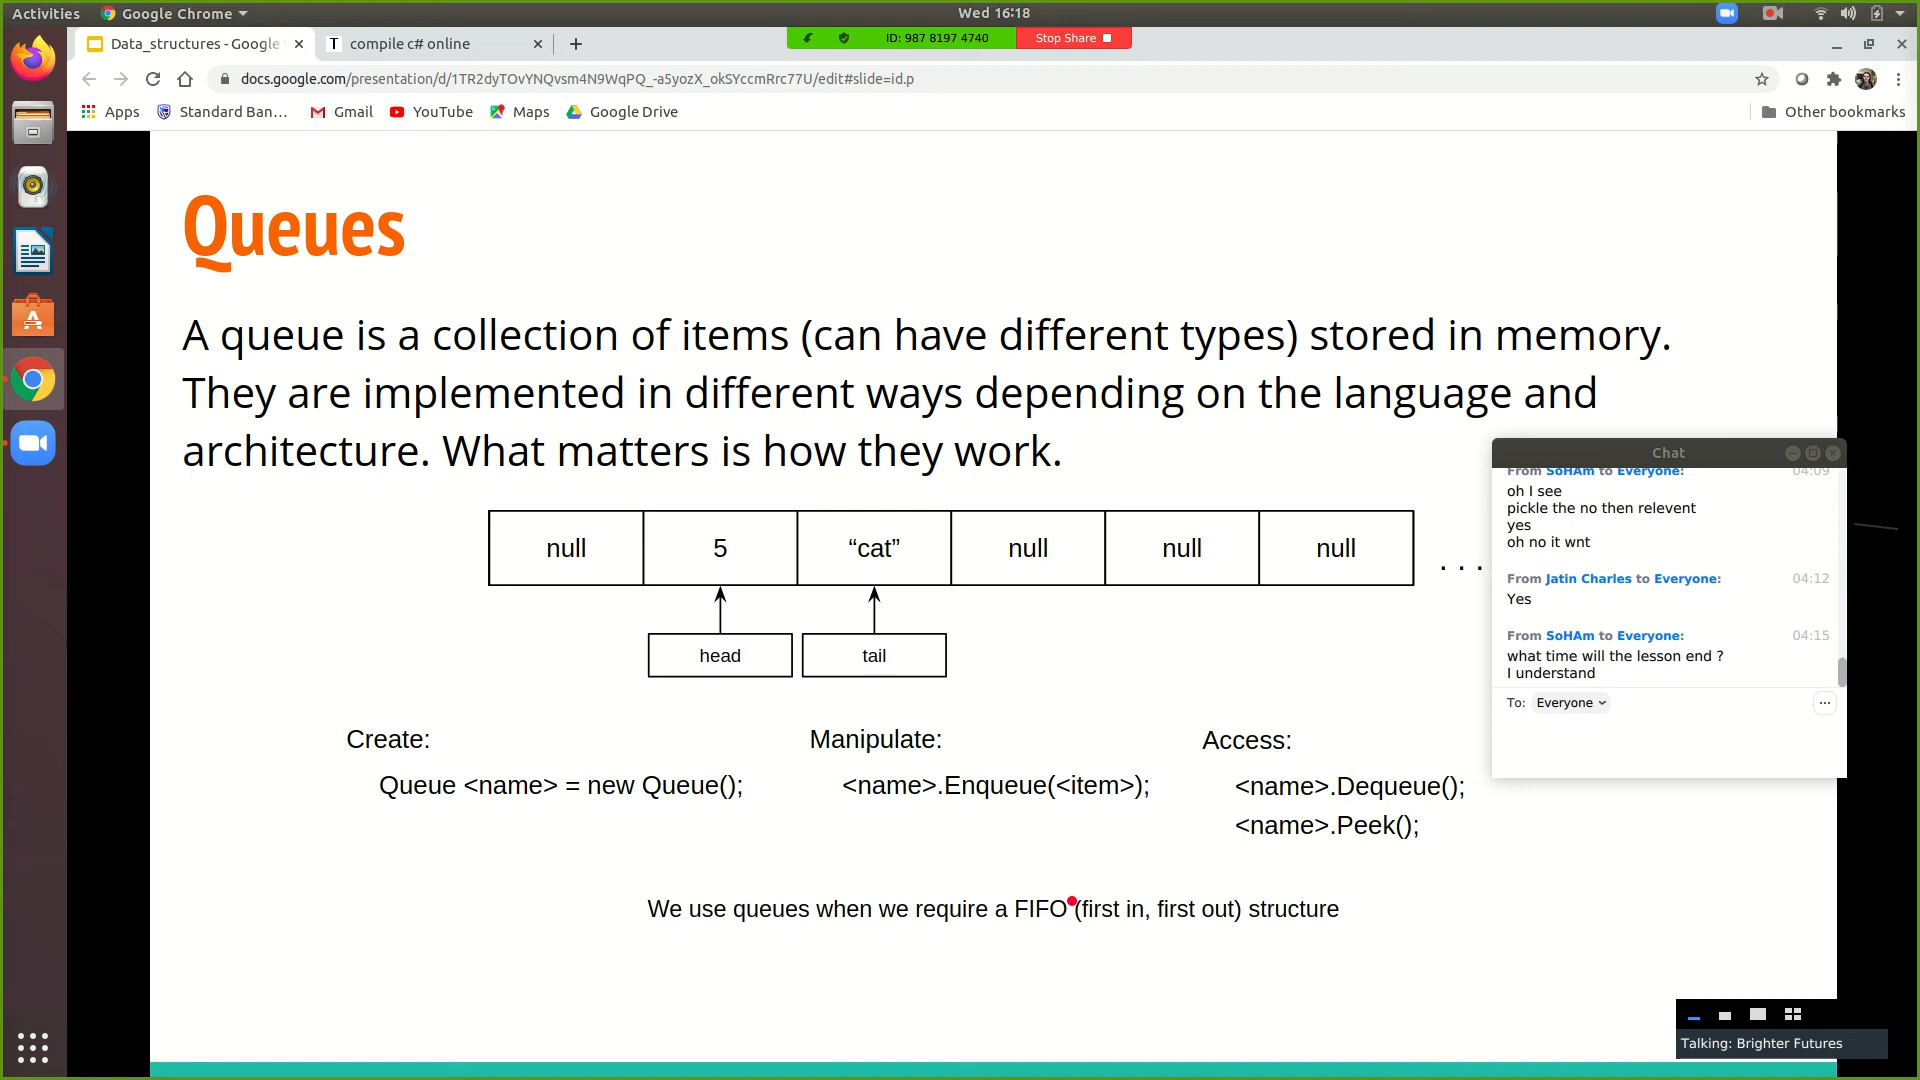 Activities
Google Chrome
Wed 16:18
Data_structures - Google
compile c# online
ID: 987 8197 4740
Stop Share
docs.google.com/presentation/d/1TR2dyTOvYNQvsm4N9WqPQ_-a5yozX_okSYccmRrc77U/edit#slide=id.p
Apps
Standard Ban...
Gmail
YouTube
Maps
Google Drive
Other bookmarks
Queues
A queue is a collection of items (can have different types) stored in memory.
They are implemented in different ways depending on the language and
architecture. What matters is how they work.
null 5 “cat” null null null . . .
head tail
Create:
Queue <name> = new Queue();
Manipulate:
<name>.Enqueue(<item>);
Access:
<name>.Dequeue();
<name>.Peek();
We use queues when we require a FIFO (first in, first out) structure
Chat
From SoHAm to Everyone: 04:09
oh I see
pickle the no then relevent
yes
oh no it wnt
From Jatin Charles to Everyone: 04:12
Yes
From SoHAm to Everyone: 04:15
what time will the lesson end ?
I understand
To: Everyone
Talking: Brighter Futures